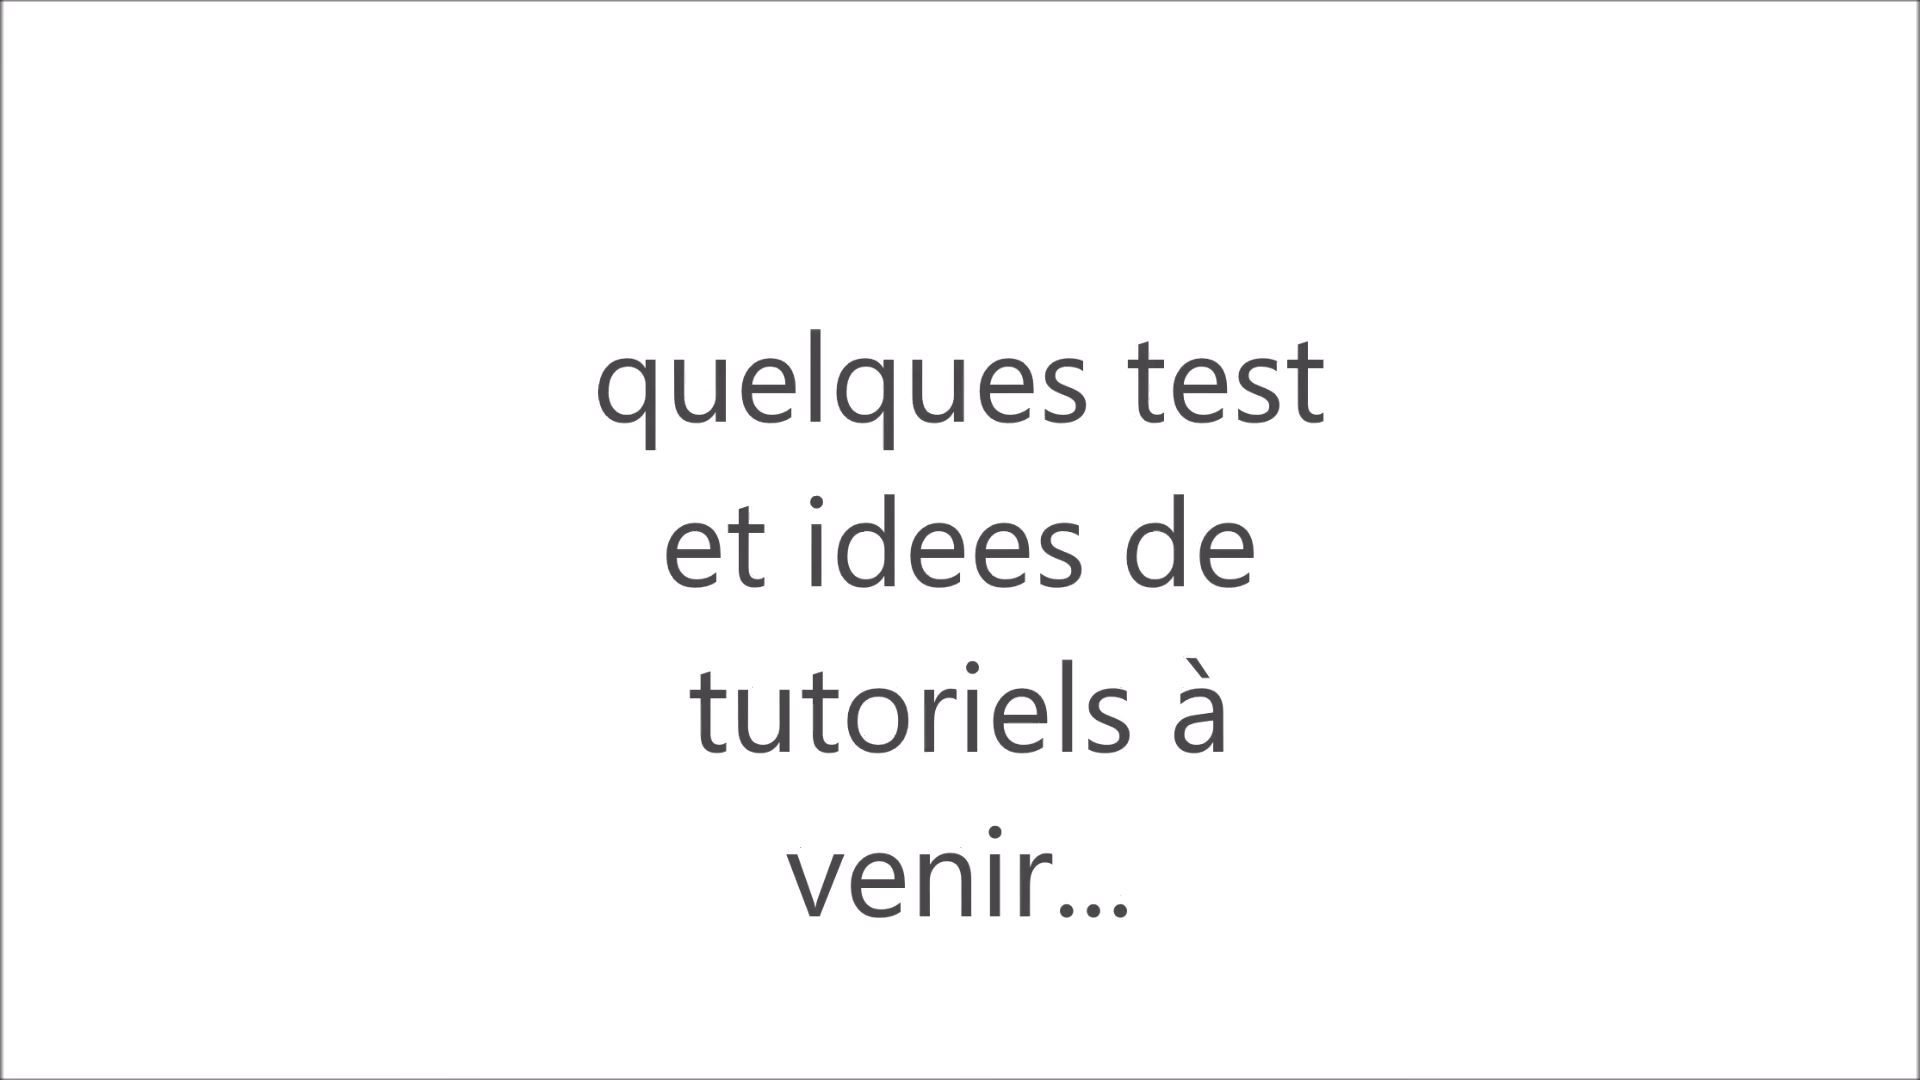 quelques test
et idees de
tutoriels à
venir...